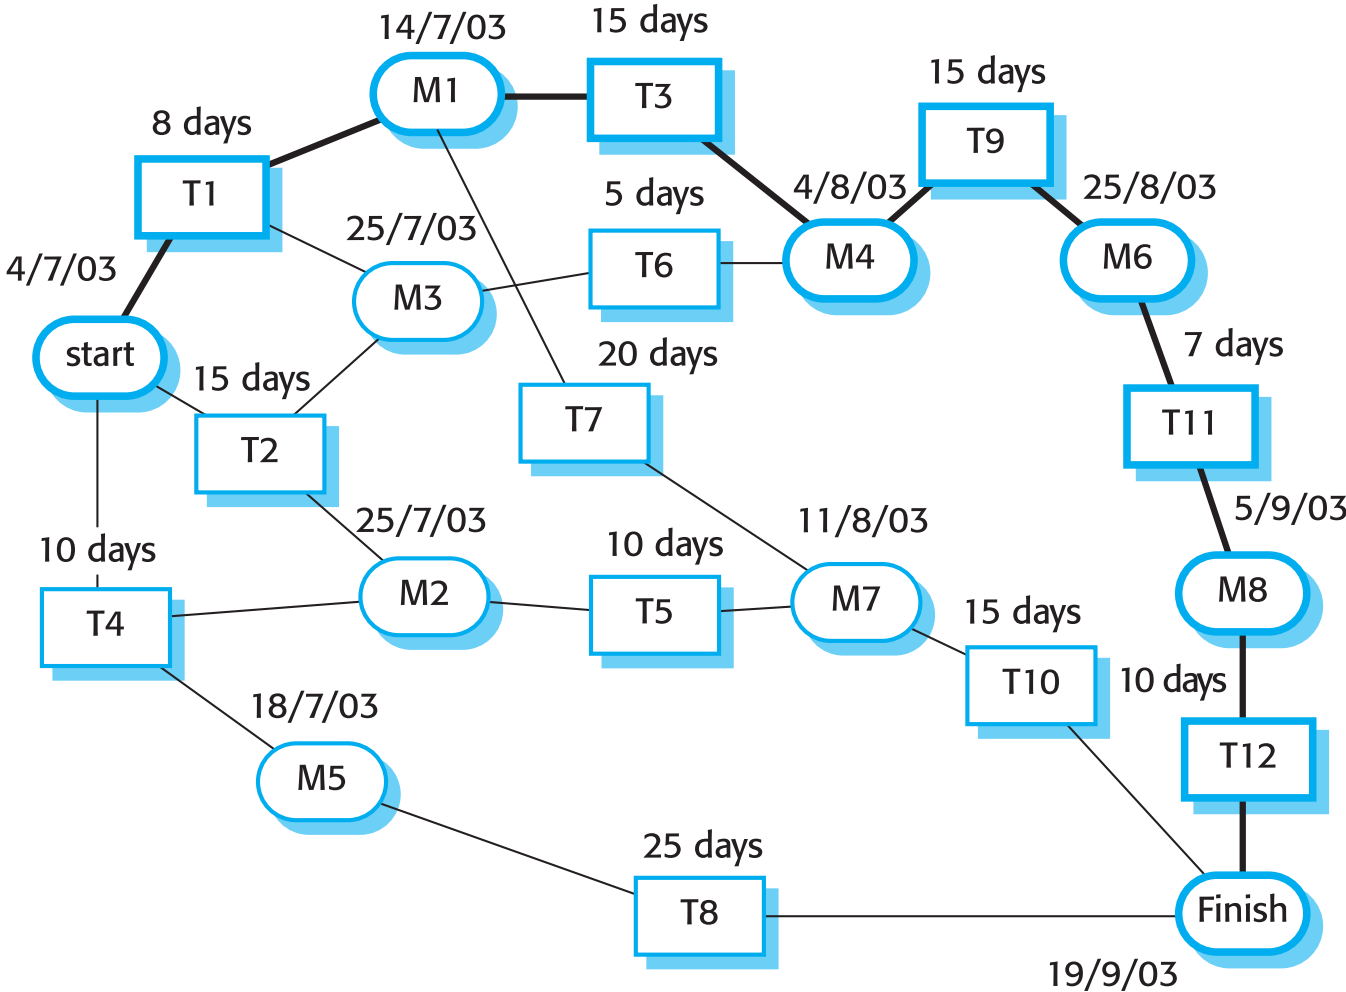 14/7/03
15 days
M1
T3
15 days
8 days
T9
T1
5 days
4/8/03
25/8/03
25/7/03
4/7/03
M3
T6
M4
M6
start
15 days
20 days
7 days
T2
T7
T11
25/7/03
11/8/03
5/9/03
10 days
10 days
M2
M7
M8
T4
T5
15 days
T10
10 days
18/7/03
M5
T12
25 days
T8
Finish
19/9/03